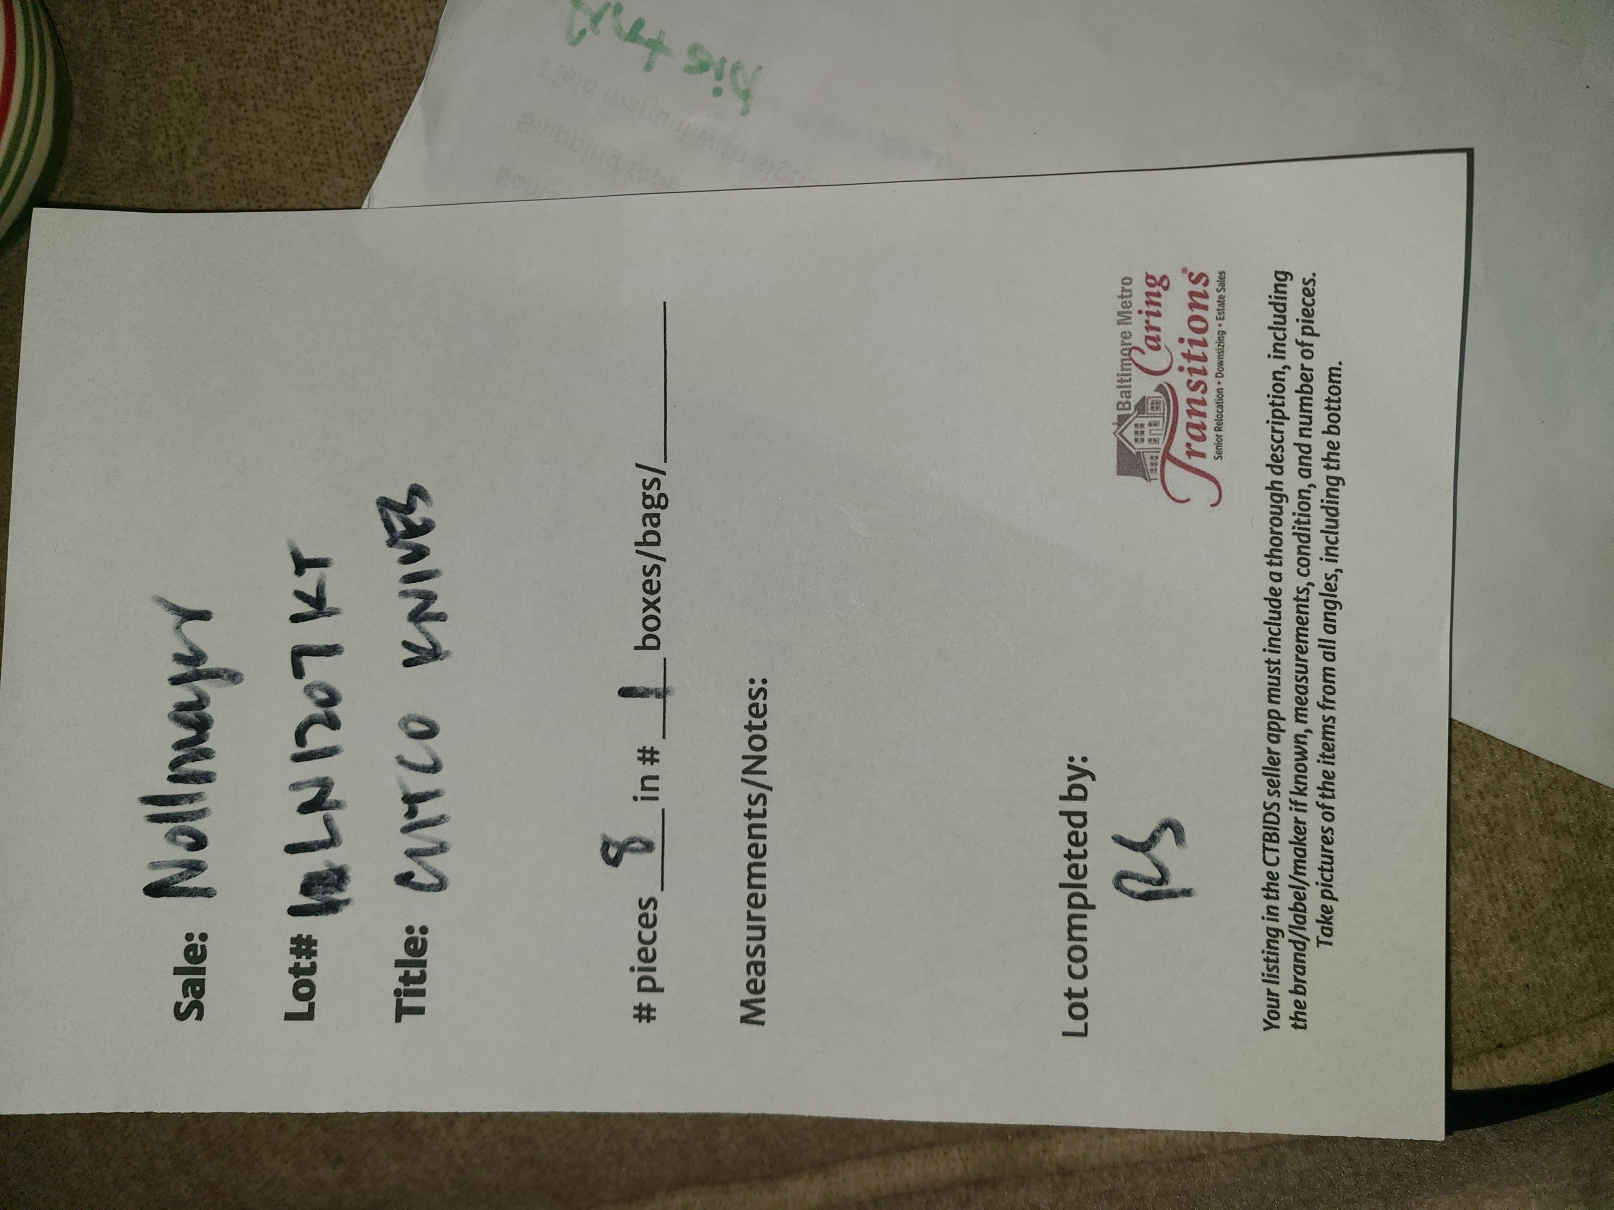 Sale: Nollmayer
Lot# LN1207KT
Title: CUTCO KNIVES
# pieces 8 in # 1 boxes/bags/
Measurements/Notes:
Lot completed by:
RS
Baltimore Metro
Caring
Transitions®
Senior Relocation • Downsizing • Estate Sales
Your listing in the CTBIDS seller app must include a thorough description, including
the brand/label/maker if known, measurements, condition, and number of pieces.
Take pictures of the items from all angles, including the bottom.